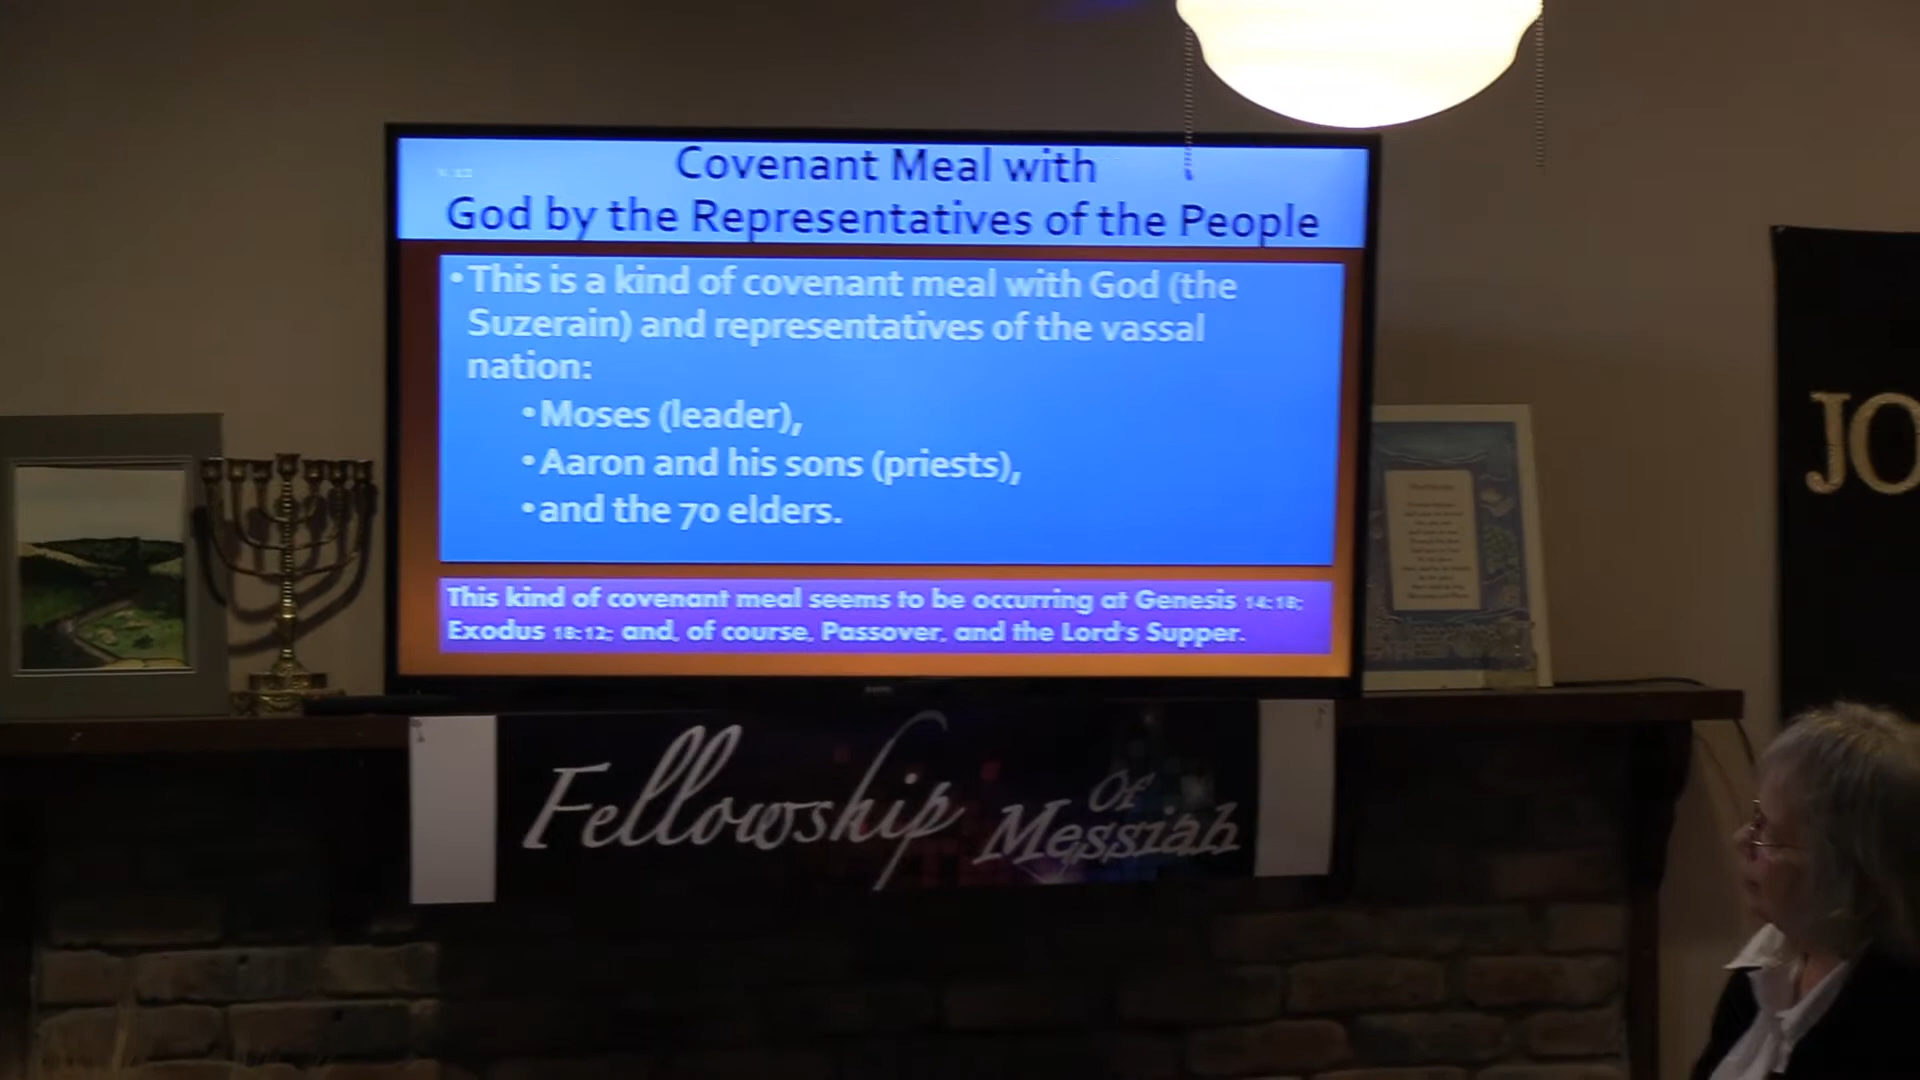 Covenant Meal with
God by the Representatives of the People
•This is a kind of covenant meal with God (the
Suzerain) and representatives of the vassal
nation:
•Moses (leader),
•Aaron and his sons (priests),
•and the 70 elders.
This kind of covenant meal seems to be occurring at Genesis 14:18;
Exodus 18:12; and, of course, Passover, and the Lord's Supper.
JO
Fellowship Of
Messiah